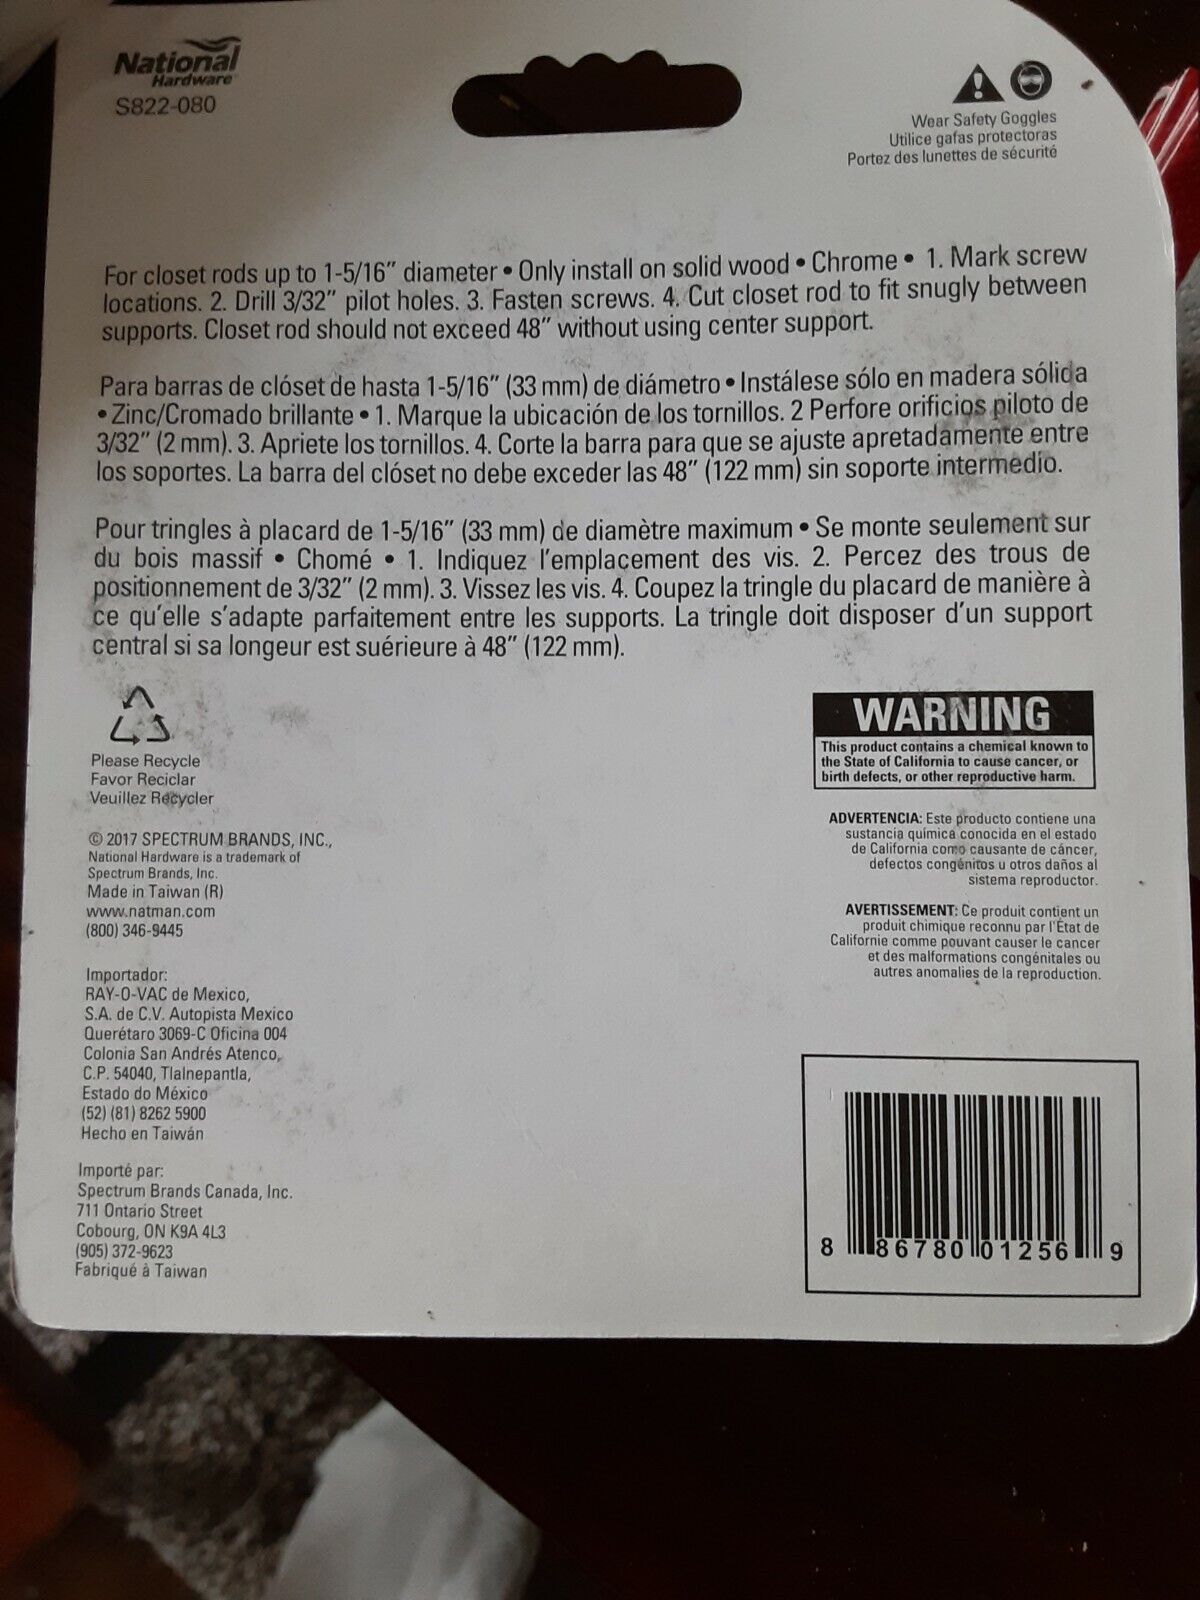 National
Hardware
S822-080
Wear Safety Goggles
Utilice gafas protectoras
Portez des lunettes de sécurité
For closet rods up to 1-5/16” diameter • Only install on solid wood • Chrome • 1. Mark screw
locations. 2. Drill 3/32” pilot holes. 3. Fasten screws. 4. Cut closet rod to fit snugly between
supports. Closet rod should not exceed 48” without using center support.
Para barras de clóset de hasta 1-5/16” (33 mm) de diámetro • Instálese sólo en madera sólida
• Zinc/Cromado brillante • 1. Marque la ubicación de los tornillos. 2 Perfore orificios piloto de
3/32” (2 mm). 3. Apriete los tornillos. 4. Corte la barra para que se ajuste apretadamente entre
los soportes. La barra del clóset no debe exceder las 48” (122 mm) sin soporte intermedio.
Pour tringles à placard de 1-5/16” (33 mm) de diamètre maximum • Se monte seulement sur
du bois massif • Chomé • 1. Indiquez l’emplacement des vis. 2. Percez des trous de
positionnement de 3/32” (2 mm). 3. Vissez les vis. 4. Coupez la tringle du placard de manière à
ce qu’elle s’adapte parfaitement entre les supports. La tringle doit disposer d’un support
central si sa longeur est suérieure à 48” (122 mm).
Please Recycle
Favor Reciclar
Veuillez Recycler
© 2017 SPECTRUM BRANDS, INC.,
National Hardware is a trademark of
Spectrum Brands, Inc.
Made in Taiwan (R)
www.natman.com
(800) 346-9445
Importador:
RAY-O-VAC de Mexico,
S.A. de C.V. Autopista Mexico
Querétaro 3069-C Oficina 004
Colonia San Andrés Atenco,
C.P. 54040, Tlalnepantla,
Estado do México
(52) (81) 8262 5900
Hecho en Taiwán
Importé par:
Spectrum Brands Canada, Inc.
711 Ontario Street
Cobourg, ON K9A 4L3
(905) 372-9623
Fabriqué à Taiwan
WARNING
This product contains a chemical known to
the State of California to cause cancer, or
birth defects, or other reproductive harm.
ADVERTENCIA: Este producto contiene una
sustancia química conocida en el estado
de California como causante de cáncer,
defectos congénitos u otros daños al
sistema reproductor.
AVERTISSEMENT: Ce produit contient un
produit chimique reconnu par l’État de
Californie comme pouvant causer le cancer
et des malformations congénitales ou
autres anomalies de la reproduction.
8 86780 01256 9